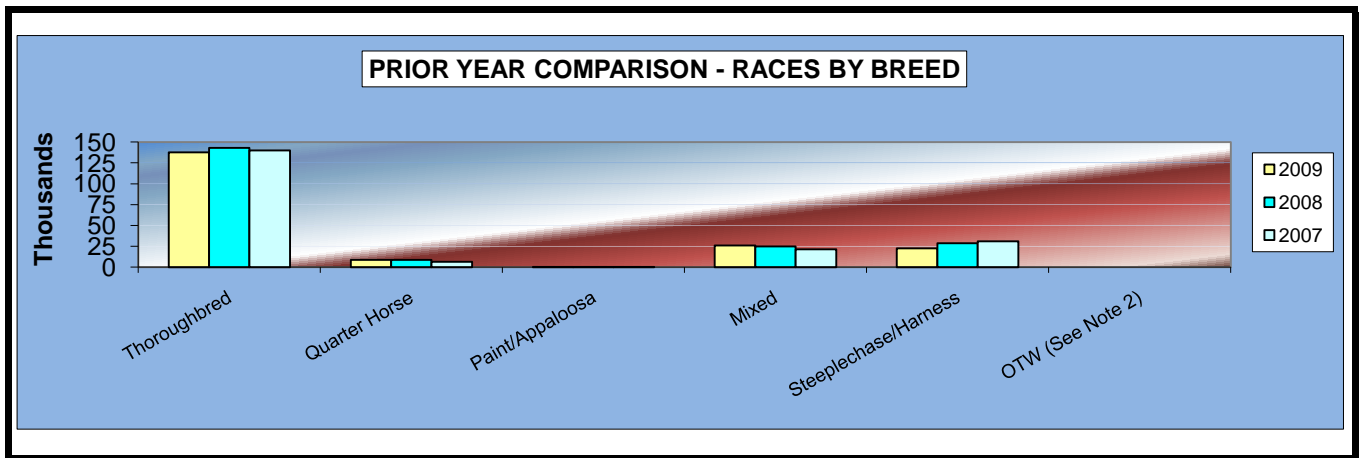 PRIOR YEAR COMPARISON - RACES BY BREED
Thousands
150
125
100
75
50
25
0
Thoroughbred
Quarter Horse
Paint/Appaloosa
Mixed
Steeplechase/Harness
OTW (See Note 2)
2009
2008
2007